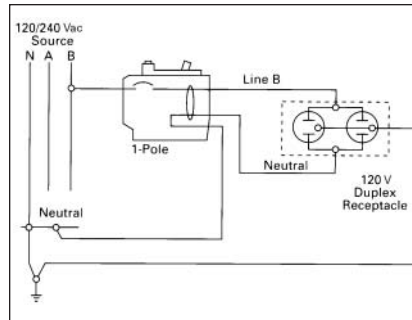 120/240 Vac
Source
N A B
Line B
1-Pole
Neutral
120 V
Duplex
Receptacle
Neutral